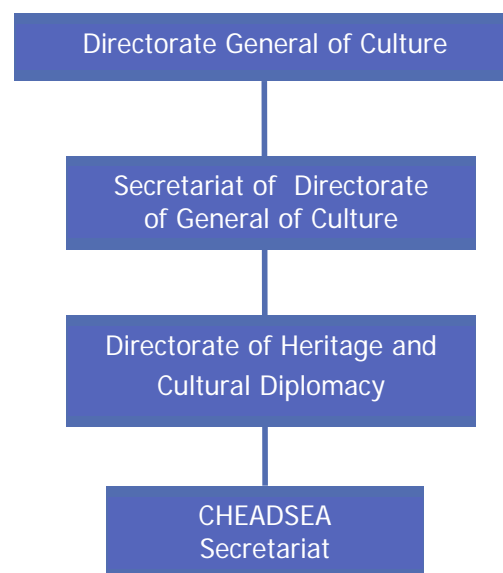 Directorate General of Culture
Secretariat of Directorate
of General of Culture
Directorate of Heritage and
Cultural Diplomacy
CHEADSEA
Secretariat